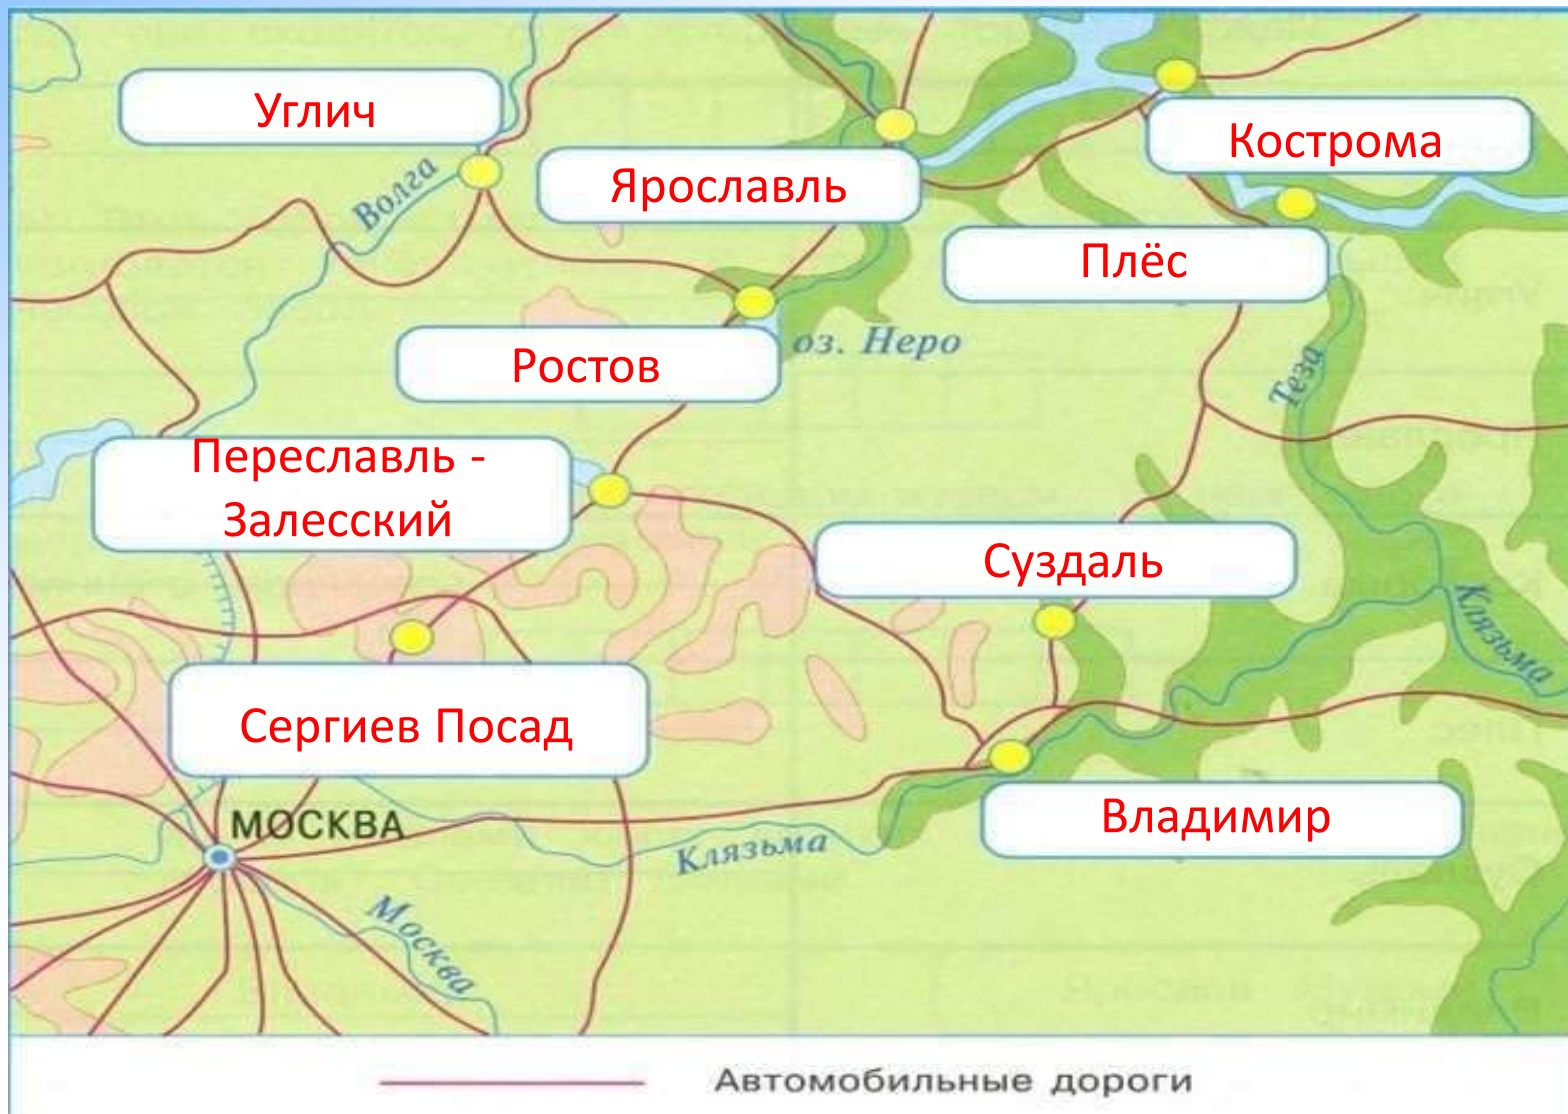 Углич
Кострома
Ярославль
Волга
Плёс
Ростов
оз. Неро
Теза
Переславль -
Залесский
Суздаль
Клязьма
Сергиев Посад
МОСКВА
Владимир
Клязьма
Москва
Автомобильные дороги